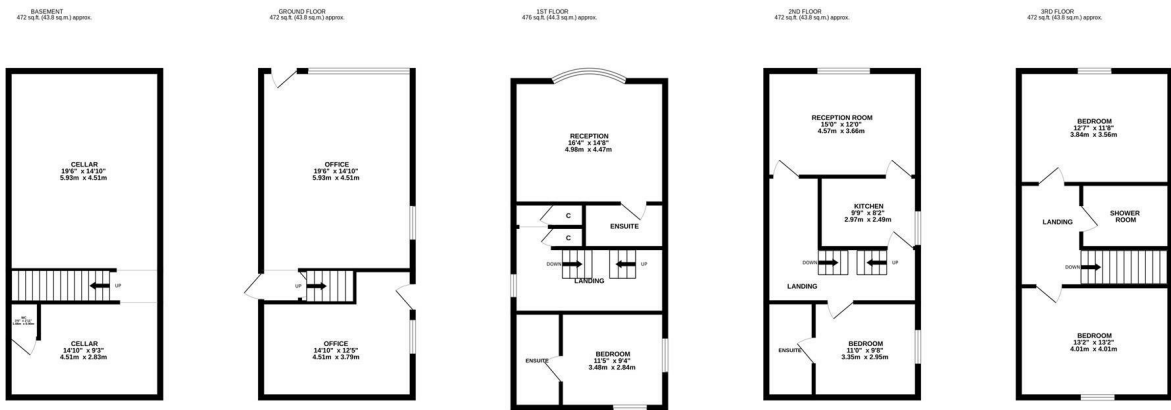 BASEMENT
472 sq.ft. (43.8 sq.m.) approx.
CELLAR
19'6" x 14'10"
5.93m x 4.51m
UP
CELLAR
14'10" x 9'3"
4.51m x 2.83m
GROUND FLOOR
472 sq.ft. (43.8 sq.m.) approx.
OFFICE
19'6" x 14'10"
5.93m x 4.51m
UP
OFFICE
14'10" x 12'5"
4.51m x 3.79m
1ST FLOOR
476 sq.ft. (44.3 sq.m.) approx.
RECEPTION
16'4" x 14'8"
4.98m x 4.47m
C
ENSUITE
C
DOWN
UP
LANDING
ENSUITE
BEDROOM
11'5" x 9'4"
3.48m x 2.84m
2ND FLOOR
472 sq.ft. (43.8 sq.m.) approx.
RECEPTION ROOM
15'0" x 12'0"
4.57m x 3.66m
KITCHEN
9'9" x 8'2"
2.97m x 2.49m
DOWN
UP
LANDING
ENSUITE
BEDROOM
11'0" x 9'8"
3.35m x 2.95m
3RD FLOOR
472 sq.ft. (43.8 sq.m.) approx.
BEDROOM
12'7" x 11'8"
3.84m x 3.56m
LANDING
SHOWER
ROOM
DOWN
BEDROOM
13'2" x 13'2"
4.01m x 4.01m